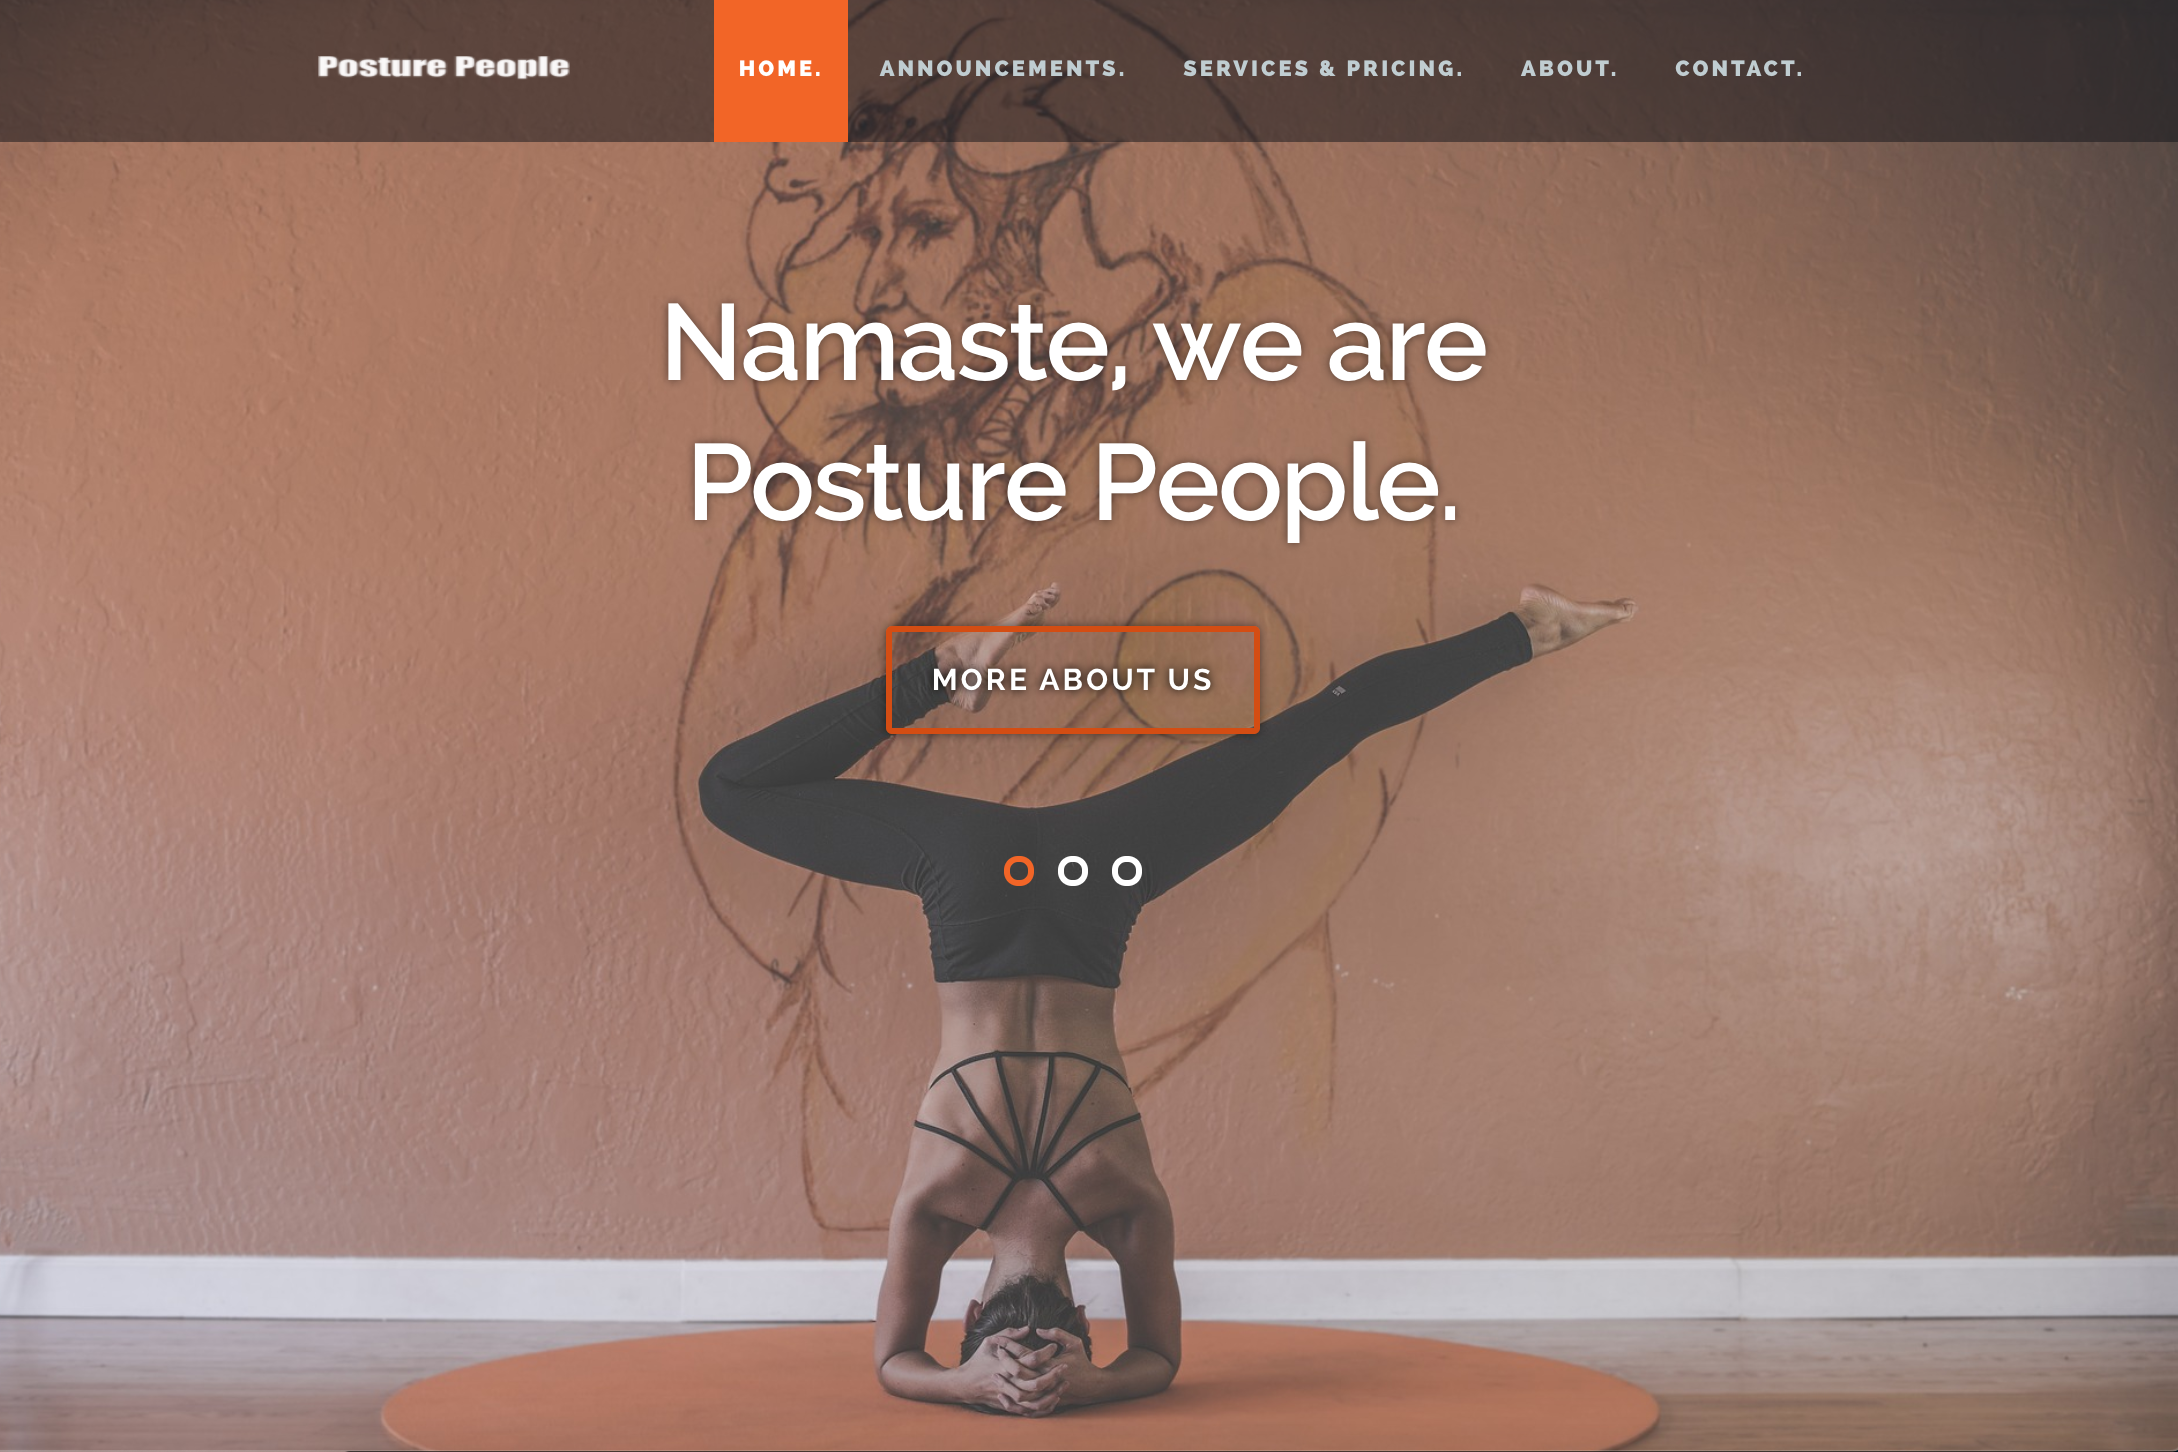 Posture People
HOME.
ANNOUNCEMENTS.
SERVICES & PRICING.
ABOUT.
CONTACT.
Namaste, we are
Posture People.
MORE ABOUT US